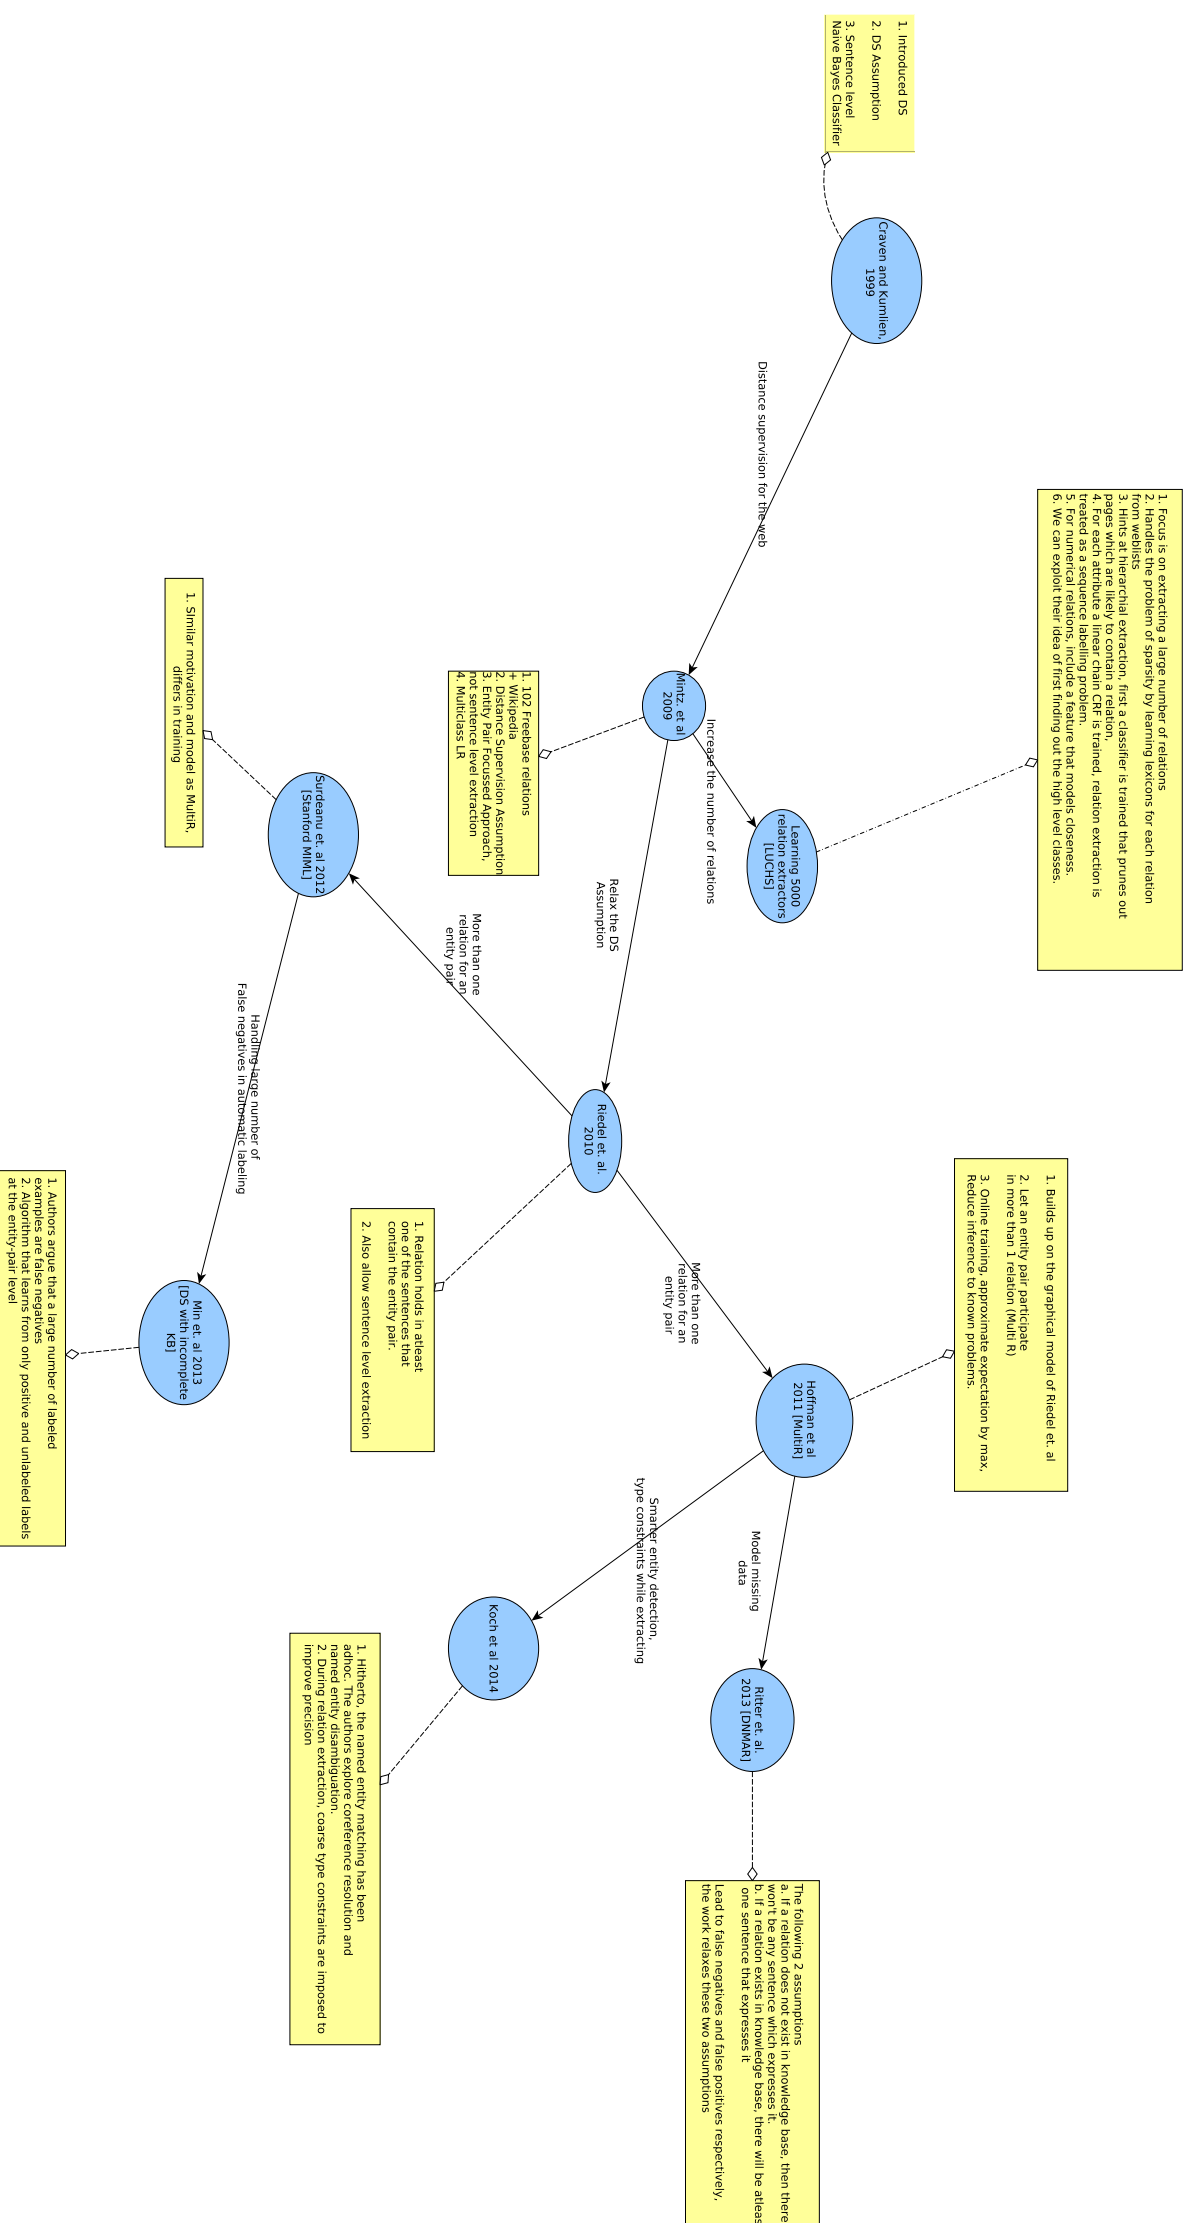 1. Introduced DS
2. DS Assumption
3. Sentence level
Naive Bayes Classifier
Craven and Kumlien,
1999
Distance supervision for the web
1. Focus is on extracting a large number of relations
2. Handles the problem of sparsity by learning lexicons for each relation
from weblists
3. Hints at hierarchial extraction, first a classifier is trained that prunes out
pages which are likely to contain a relation,
4. For each attribute a linear chain CRF is trained, relation extraction is
treated as a sequence labelling problem.
5. For numerical relations, include a feature that models closeness.
6. We can exploit their idea of first finding out the high level classes.
Mintz. et al
2009
Increase the number of relations
Learning 5000
relation extractors
[LUCHS]
1. 102 Freebase relations
+ Wikipedia
2. Distance Supervision Assumption
3. Entity Pair Focussed Approach,
not sentence level extraction
4. Multiclass LR
Relax the DS
Assumption
1. SImilar motivation and model as MultiR,
differs in training
Surdeanu et. al 2012
[Stanford MIML]
More than one
relation for an
entity pair
Riedel et. al.
2010
Handling large number of
False negatives in automatic labeling
1. Relation holds in atleast
one of the sentences that
contain the entity pair.
2. Also allow sentence level extraction
More than one
relation for an
entity pair
1. Builds up on the graphical model of Riedel et. al
2. Let an entity pair participate
in more than 1 relation (Multi R)
3. Online training, approximate expectation by max,
Reduce inference to known problems.
Hoffman et al
2011 [MultiR]
Min et. al 2013
[DS with incomplete
KB]
1. Authors argue that a large number of labeled
examples are false negatives
2. Algorithm that learns from only positive and unlabeled labels
at the entity-pair level
Smarter entity detection,
type constraints while extracting
Model missing
data
Koch et al 2014
Ritter et. al.
2013 [DNMAR]
1. Hitherto, the named entity matching has been
adhoc. The authors explore coreference resolution and
named entity disambiguation.
2. During relation extraction, coarse type constraints are imposed to
improve precision
The following 2 assumptions
a. If a relation does not exist in knowledge base, then there
won't be any sentence which expresses it.
b. If a relation exists in knowledge base, there will be atleas
one sentence that expresses it
Lead to false negatives and false positives respectively,
the work relaxes these two assumptions